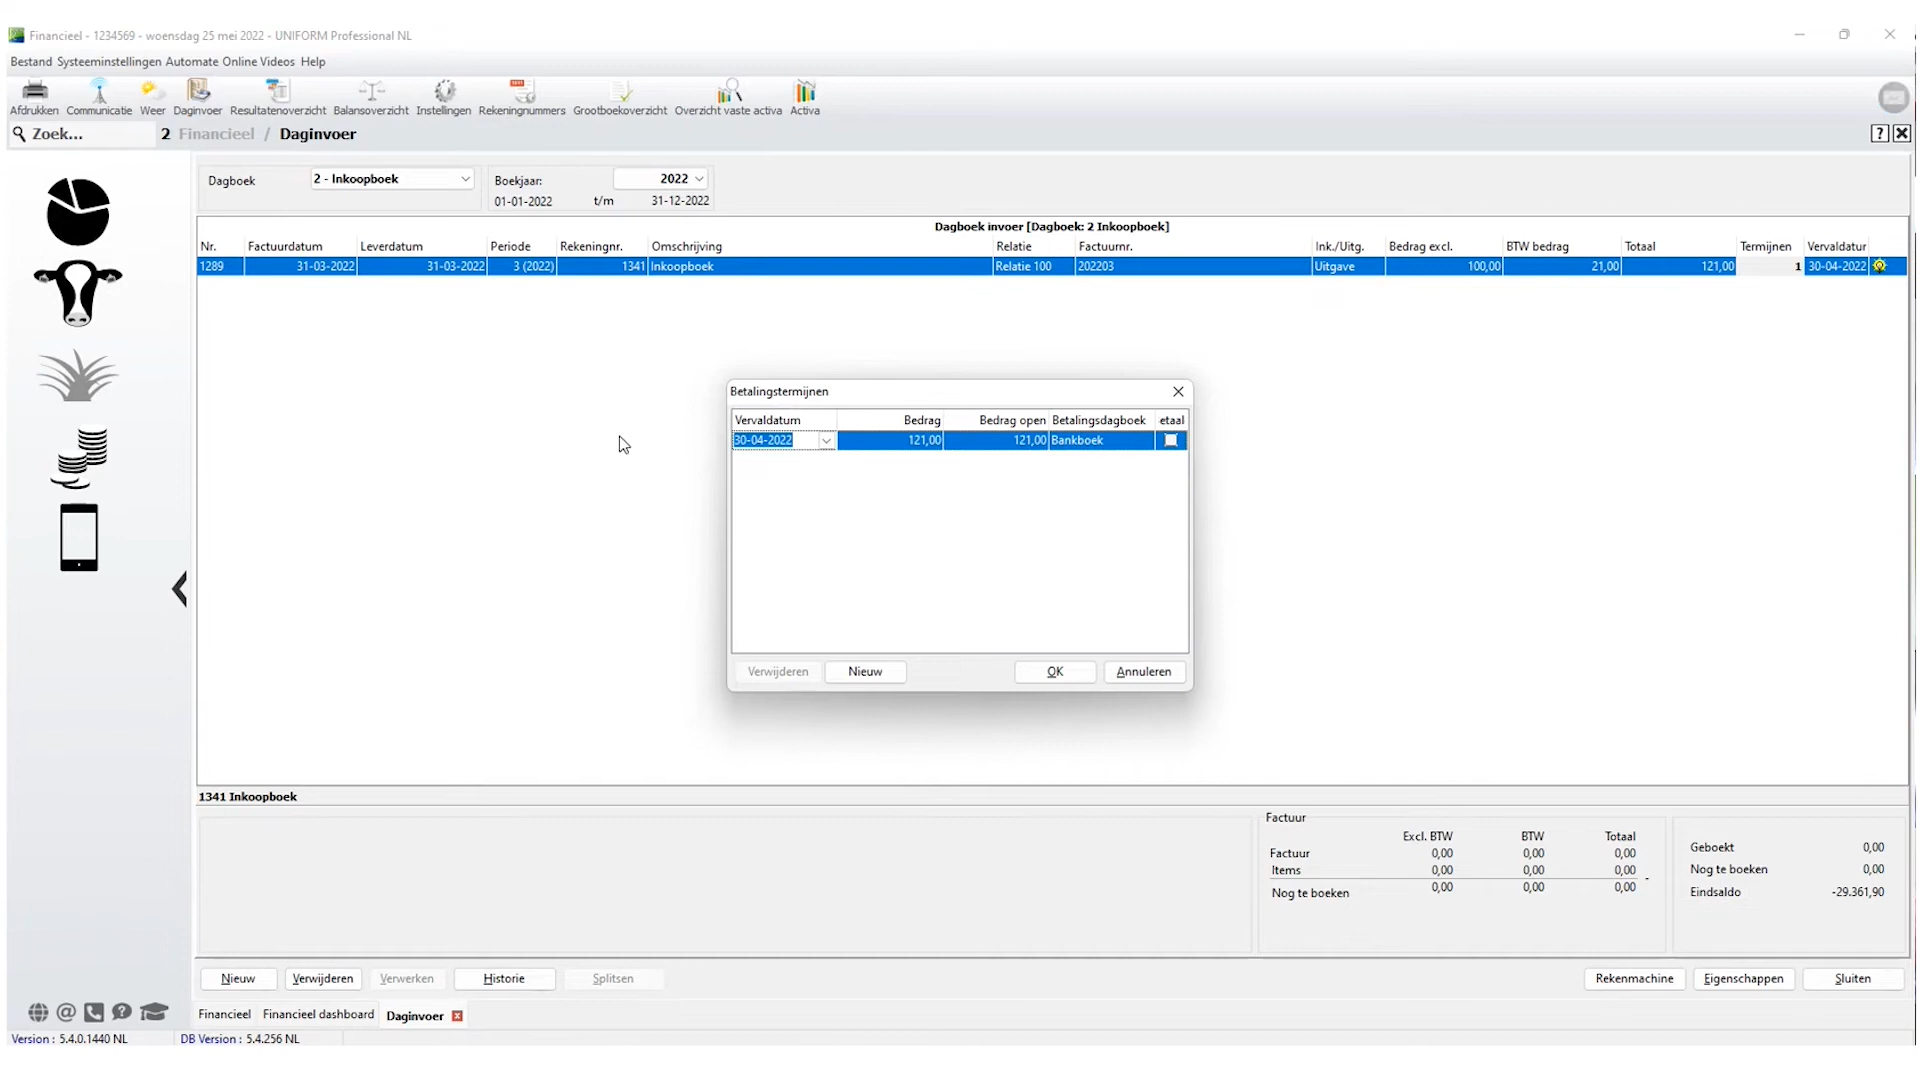 Financieel - 1234569 - woensdag 25 mei 2022 - UNIFORM Professional NL
Bestand Systeeminstellingen Automate Online Videos Help
Afdrukken Communicatie Weer Daginvoer Resultatenoverzicht Balansoverzicht Instellingen Rekeningnummers Grootboekoverzicht Overzicht vaste activa Activa
Zoek... 2 Financieel / Daginvoer
Dagboek 2 - Inkoopboek Boekjaar: 2022
01-01-2022 t/m 31-12-2022
Dagboek invoer [Dagboek: 2 Inkoopboek]
Nr. Factuurdatum Leverdatum Periode Rekeningnr. Omschrijving Relatie Factuurnr. Ink./Uitg. Bedrag excl. BTW bedrag Totaal Termijnen Vervaldatur
1289 31-03-2022 31-03-2022 3 (2022) 1341 Inkoopboek Relatie 100 202203 Uitgave 100,00 21,00 121,00 1 30-04-2022
Betalingstermijnen
Vervaldatum Bedrag Bedrag open Betalingsdagboek etaal
30-04-2022 121,00 121,00 Bankboek
Verwijderen Nieuw OK Annuleren
1341 Inkoopboek
Factuur
Excl. BTW BTW Totaal
Factuur 0,00 0,00 0,00
Items 0,00 0,00 0,00
Nog te boeken 0,00 0,00 0,00
Geboekt 0,00
Nog te boeken 0,00
Eindsaldo -29.361,90
Nieuw Verwijderen Verwerken Historie Splitsen Rekenmachine Eigenschappen Sluiten
Financieel Financieel dashboard Daginvoer
Version : 5.4.0.1440 NL DB Version : 5.4.256 NL